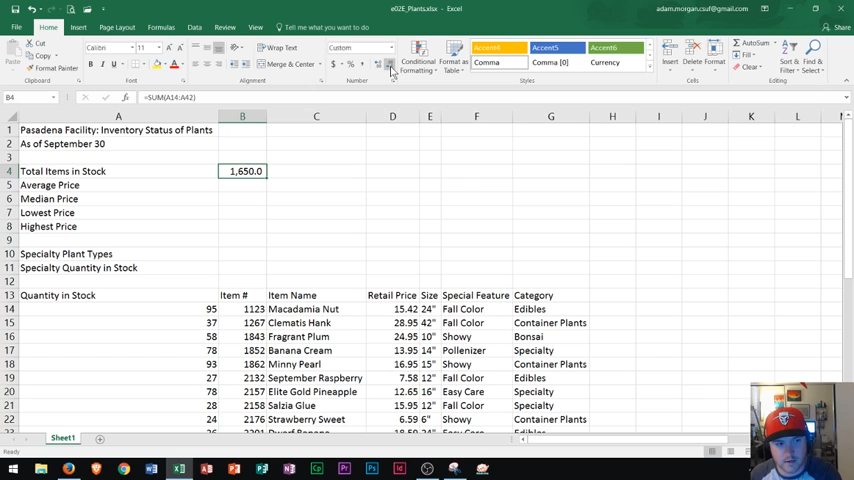 e02E_Plants.xlsx - Excel
adam.morgan.csuf@gmail.com
File Home Insert Page Layout Formulas Data Review View Tell me what you want to do
Share
Cut
Copy
Format Painter
Clipboard
Paste
Calibri 11
B I U
Font
Wrap Text
Merge & Center
Alignment
Custom
$ % ,
Number
Conditional Formatting
Format as Table
Accent4 Accent5 Accent6
Comma Comma [0] Currency
Styles
Insert Delete Format
Cells
AutoSum
Fill
Clear
Sort & Filter
Find & Select
Editing
B4 fx =SUM(A14:A42)
A B C D E F G H I J K L M
1 Pasadena Facility: Inventory Status of Plants
2 As of September 30
3
4 Total Items in Stock 1,650.0
5 Average Price
6 Median Price
7 Lowest Price
8 Highest Price
9
10 Specialty Plant Types
11 Specialty Quantity in Stock
12
13 Quantity in Stock Item # Item Name Retail Price Size Special Feature Category
14 95 1123 Macadamia Nut 15.42 24" Fall Color Edibles
15 37 1267 Clematis Hank 28.95 42" Fall Color Container Plants
16 58 1843 Fragrant Plum 24.95 10" Showy Bonsai
17 78 1852 Banana Cream 13.95 14" Pollenizer Specialty
18 93 1862 Minny Pearl 16.95 15" Showy Container Plants
19 27 2132 September Raspberry 7.58 12" Fall Color Edibles
20 78 2157 Elite Gold Pineapple 12.65 16" Easy Care Specialty
21 28 2158 Salzia Glue 15.95 12" Fall Color Specialty
22 24 2176 Strawberry Sweet 6.59 6" Showy Container Plants
Edibles
Sheet1